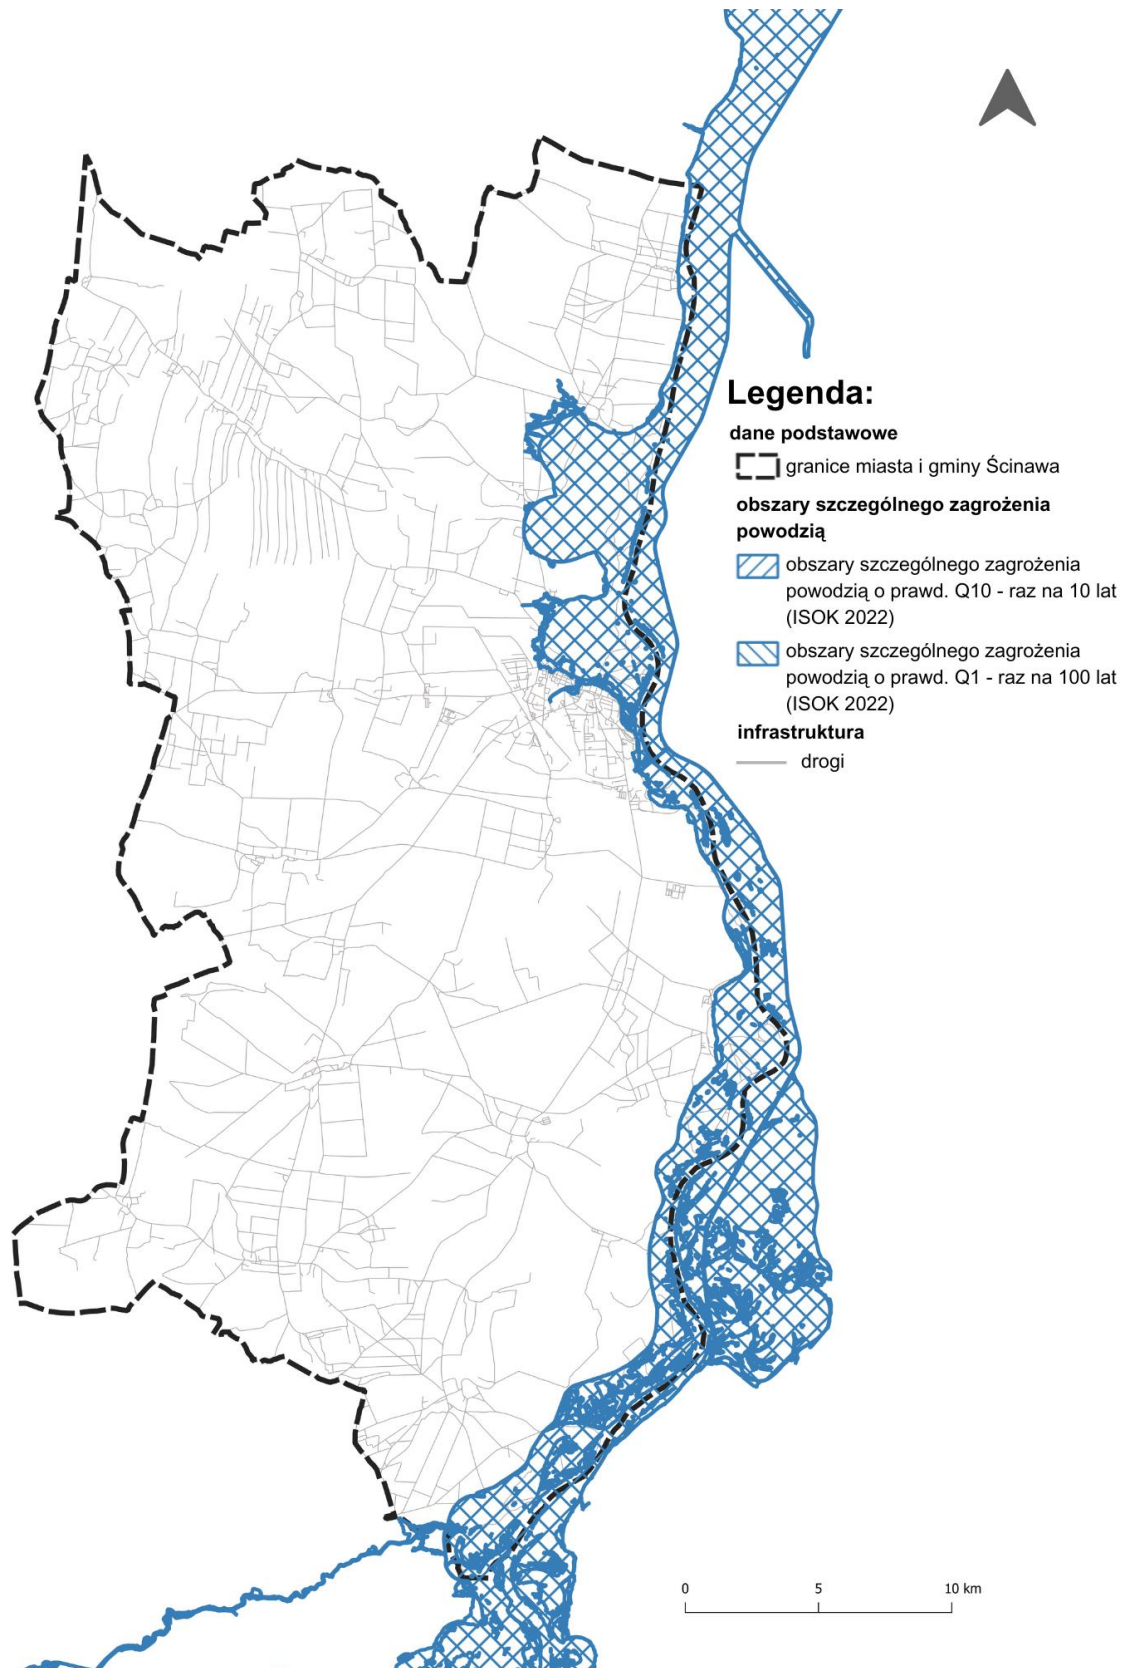 Legenda:
dane podstawowe
granice miasta i gminy Ścinawa
obszary szczególnego zagrożenia
powodzią
obszary szczególnego zagrożenia
powodzią o prawd. Q10 - raz na 10 lat
(ISOK 2022)
obszary szczególnego zagrożenia
powodzią o prawd. Q1 - raz na 100 lat
(ISOK 2022)
infrastruktura
drogi
0 5 10 km